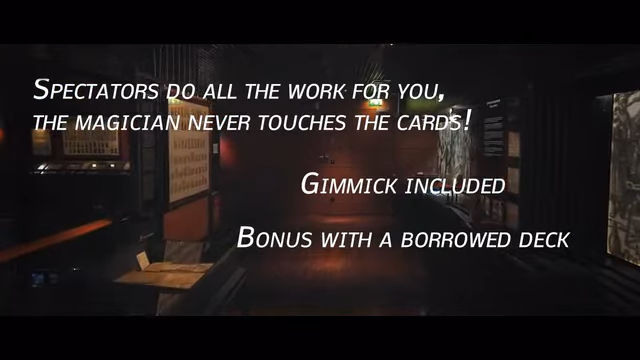 Spectators do all the work for you,
the magician never touches the cards!
Gimmick included
Bonus with a borrowed deck